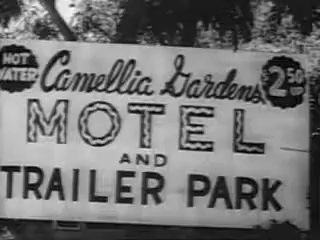 HOT
WATER
Camellia Gardens
2.50
UP
MOTEL
AND
TRAILER PARK